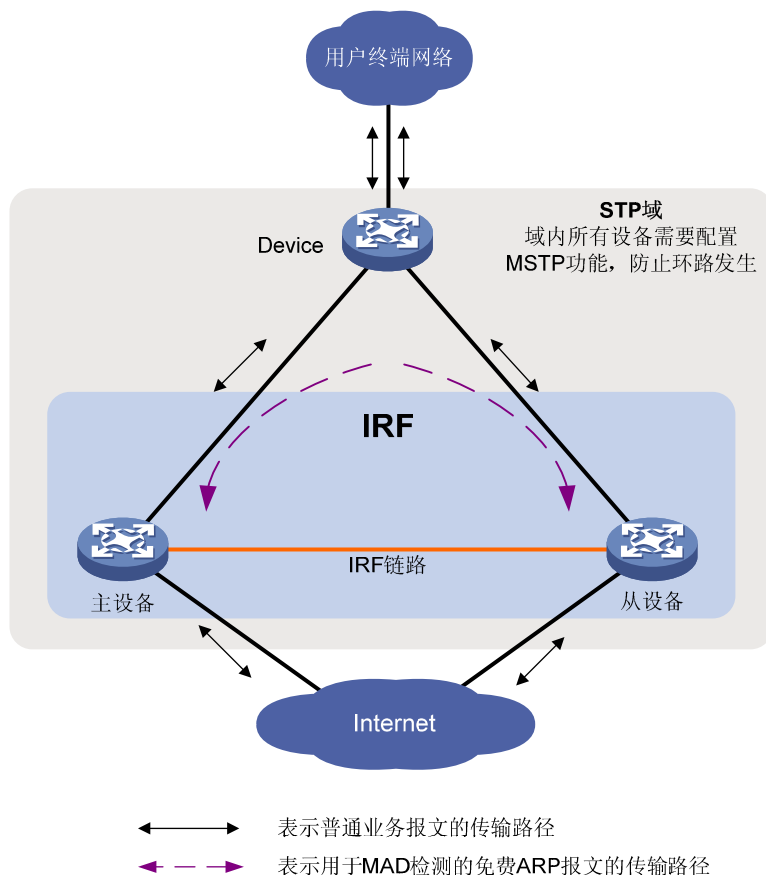 用户终端网络
STP域
域内所有设备需要配置
MSTP功能，防止环路发生
Device
IRF
IRF链路
主设备
从设备
Internet
表示普通业务报文的传输路径
表示用于MAD检测的免费ARP报文的传输路径